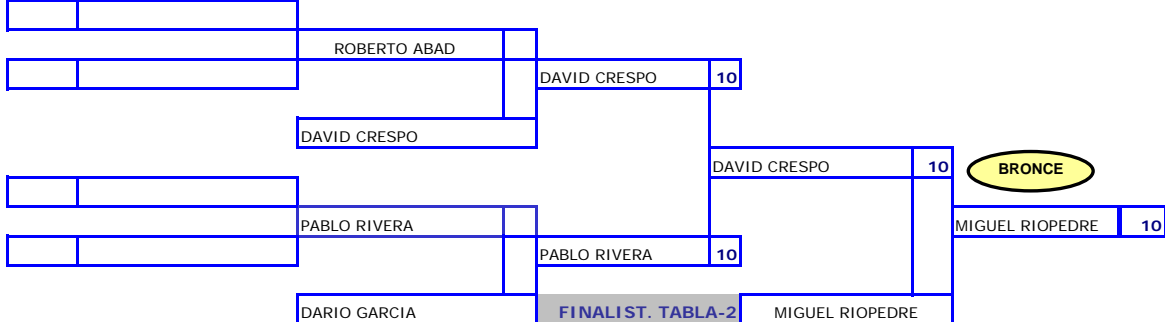 ROBERTO ABAD
DAVID CRESPO 10
DAVID CRESPO
DAVID CRESPO 10 BRONCE
PABLO RIVERA MIGUEL RIOPEDRE 10
PABLO RIVERA 10
DARIO GARCIA FINALIST. TABLA-2 MIGUEL RIOPEDRE